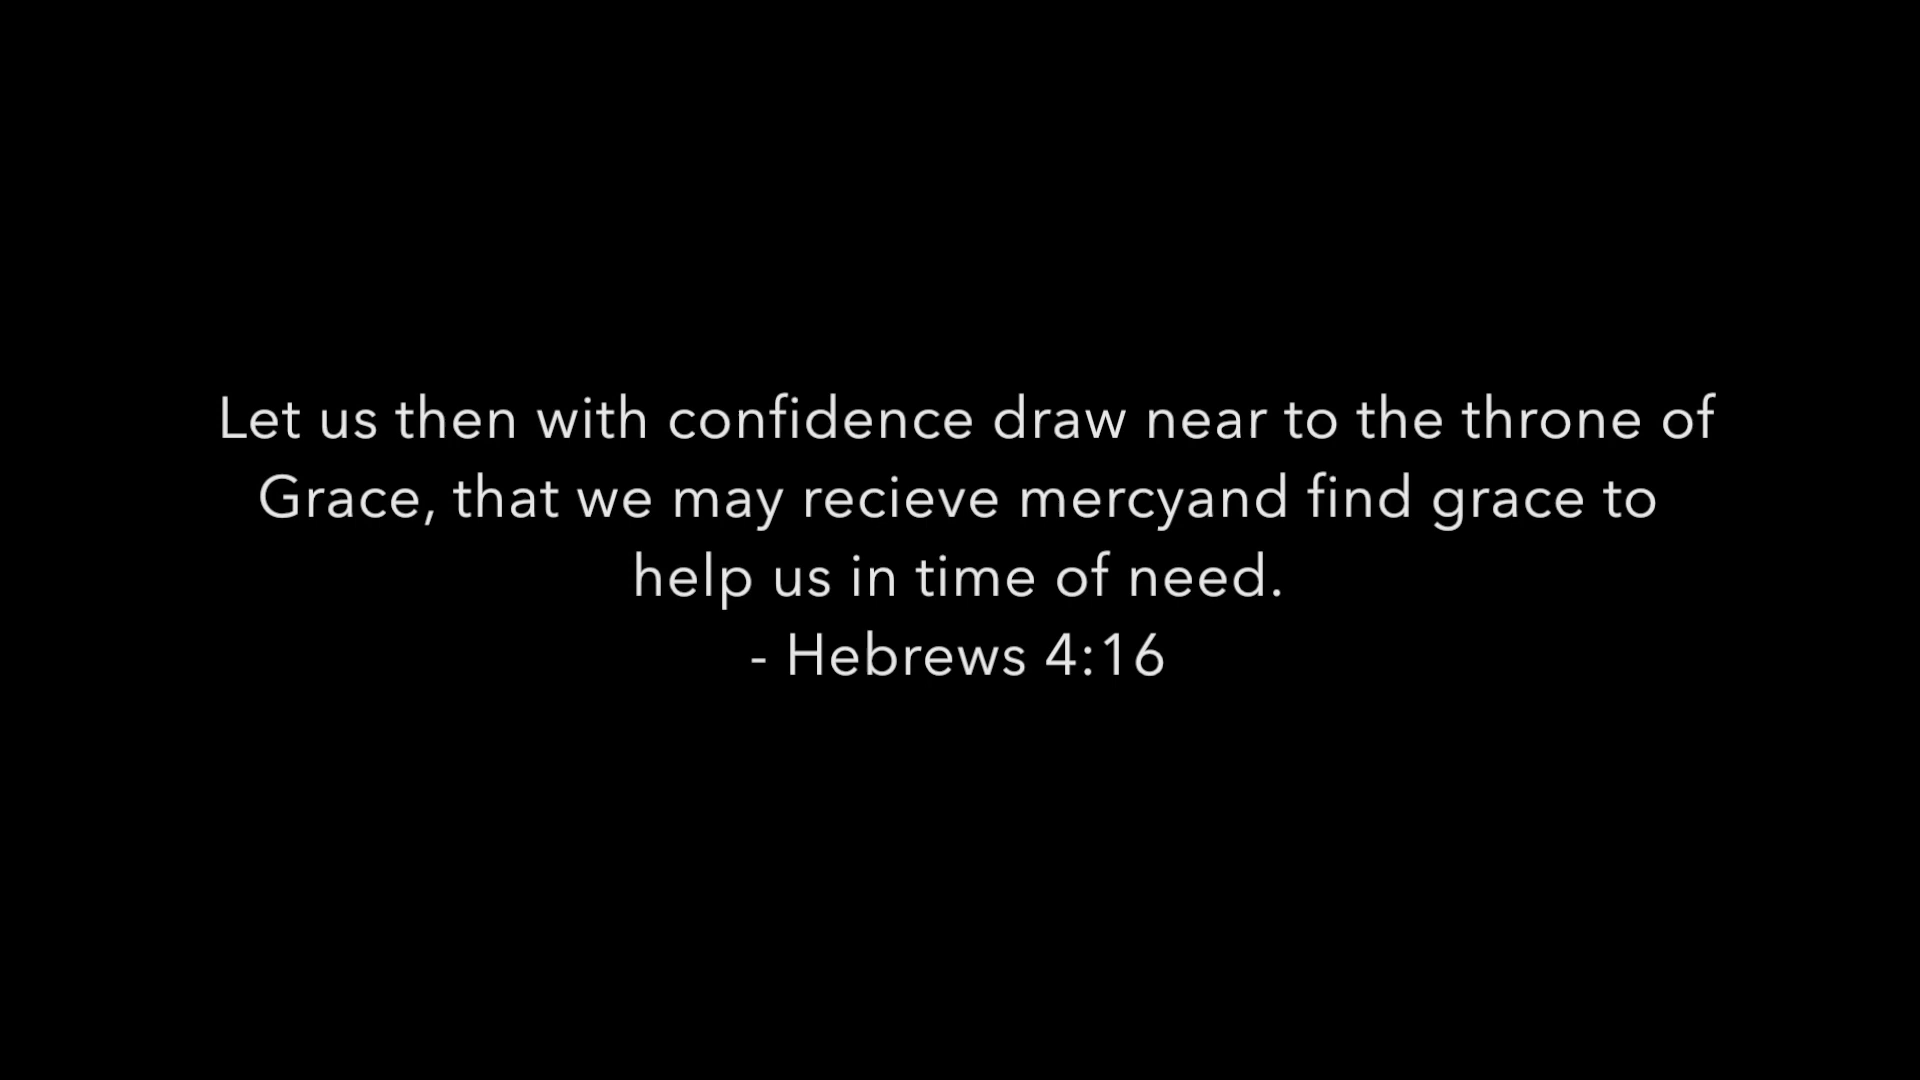 Let us then with confidence draw near to the throne of
Grace, that we may recieve mercyand find grace to
help us in time of need.
- Hebrews 4:16